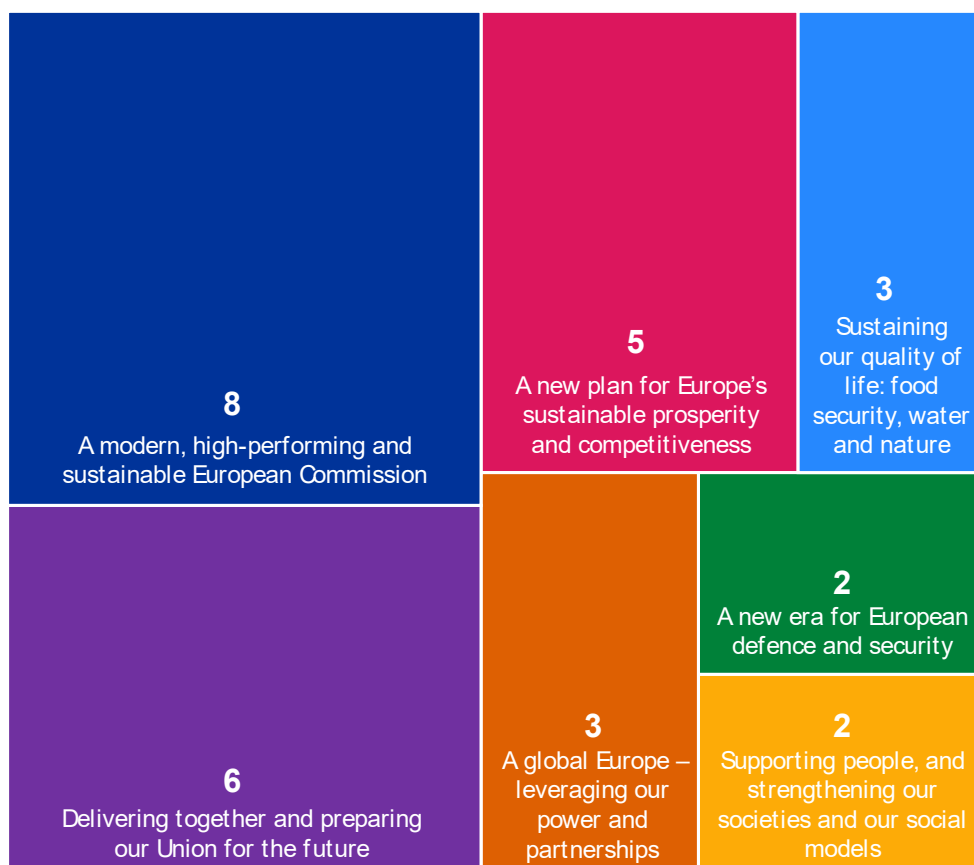 8
A modern, high-performing and
sustainable European Commission
5
A new plan for Europe's
sustainable prosperity
and competitiveness
3
Sustaining
our quality of
life: food
security, water
and nature
6
Delivering together and preparing
our Union for the future
3
A global Europe –
leveraging our
power and
partnerships
2
A new era for European
defence and security
2
Supporting people, and
strengthening our
societies and our social
models